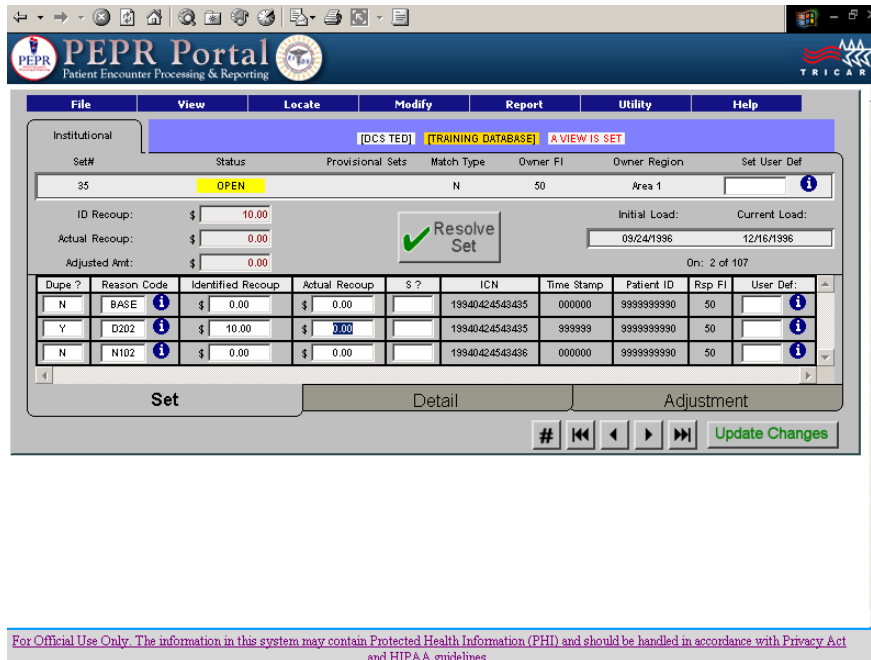 PEPR PEPR Portal
Patient Encounter Processing & Reporting
TRICAR
File View Locate Modify Report Utility Help
Institutional [DCS TED] [TRAINING DATABASE] A VIEW IS SET
Set# Status Provisional Sets Match Type Owner FI Owner Region Set User Def
35 OPEN N 50 Area 1
ID Recoup: $ 10.00 Resolve Set Initial Load: Current Load:
Actual Recoup: $ 0.00 09/24/1996 12/16/1996
Adjusted Amt: $ 0.00 On: 2 of 107
Dupe ? Reason Code Identified Recoup Actual Recoup S ? ICN Time Stamp Patient ID Rsp FI User Def:
N BASE $ 0.00 $ 0.00 19940424543435 000000 9999999990 50
Y D202 $ 10.00 $ 0.00 19940424543435 999999 9999999990 50
N N102 $ 0.00 $ 0.00 19940424543436 000000 9999999990 50
Set Detail Adjustment
# Update Changes
For Official Use Only. The information in this system may contain Protected Health Information (PHI) and should be handled in accordance with Privacy Act
and HIPAA guidelines